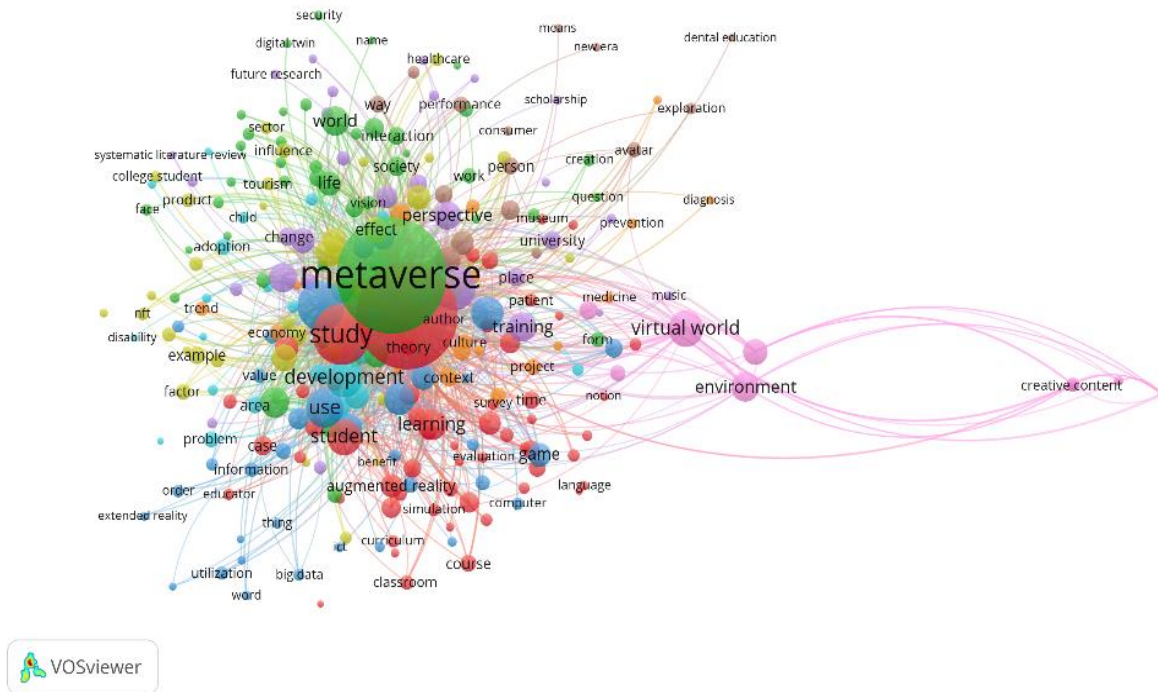 security
means
digital twin
name
new era
dental education
healthcare
future research
way
performance
scholarship
exploration
world
sector
interaction
consumer
influence
systematic literature review
society
person
avatar
college student
life
work
creation
tourism
product
vision
question
diagnosis
face
child
perspective
museum
prevention
effect
change
university
adoption
metaverse
place
music
patient
medicine
nft
trend
author
training
virtual world
disability
economy
study
culture
form
example
theory
value
development
context
project
environment
creative content
factor
survey
time
notion
area
use
learning
problem
student
case
benefit
evaluation
game
information
augmented reality
language
order
educator
computer
extended reality
simulation
thing
curriculum
ict
course
utilization
big data
classroom
word
VOSviewer